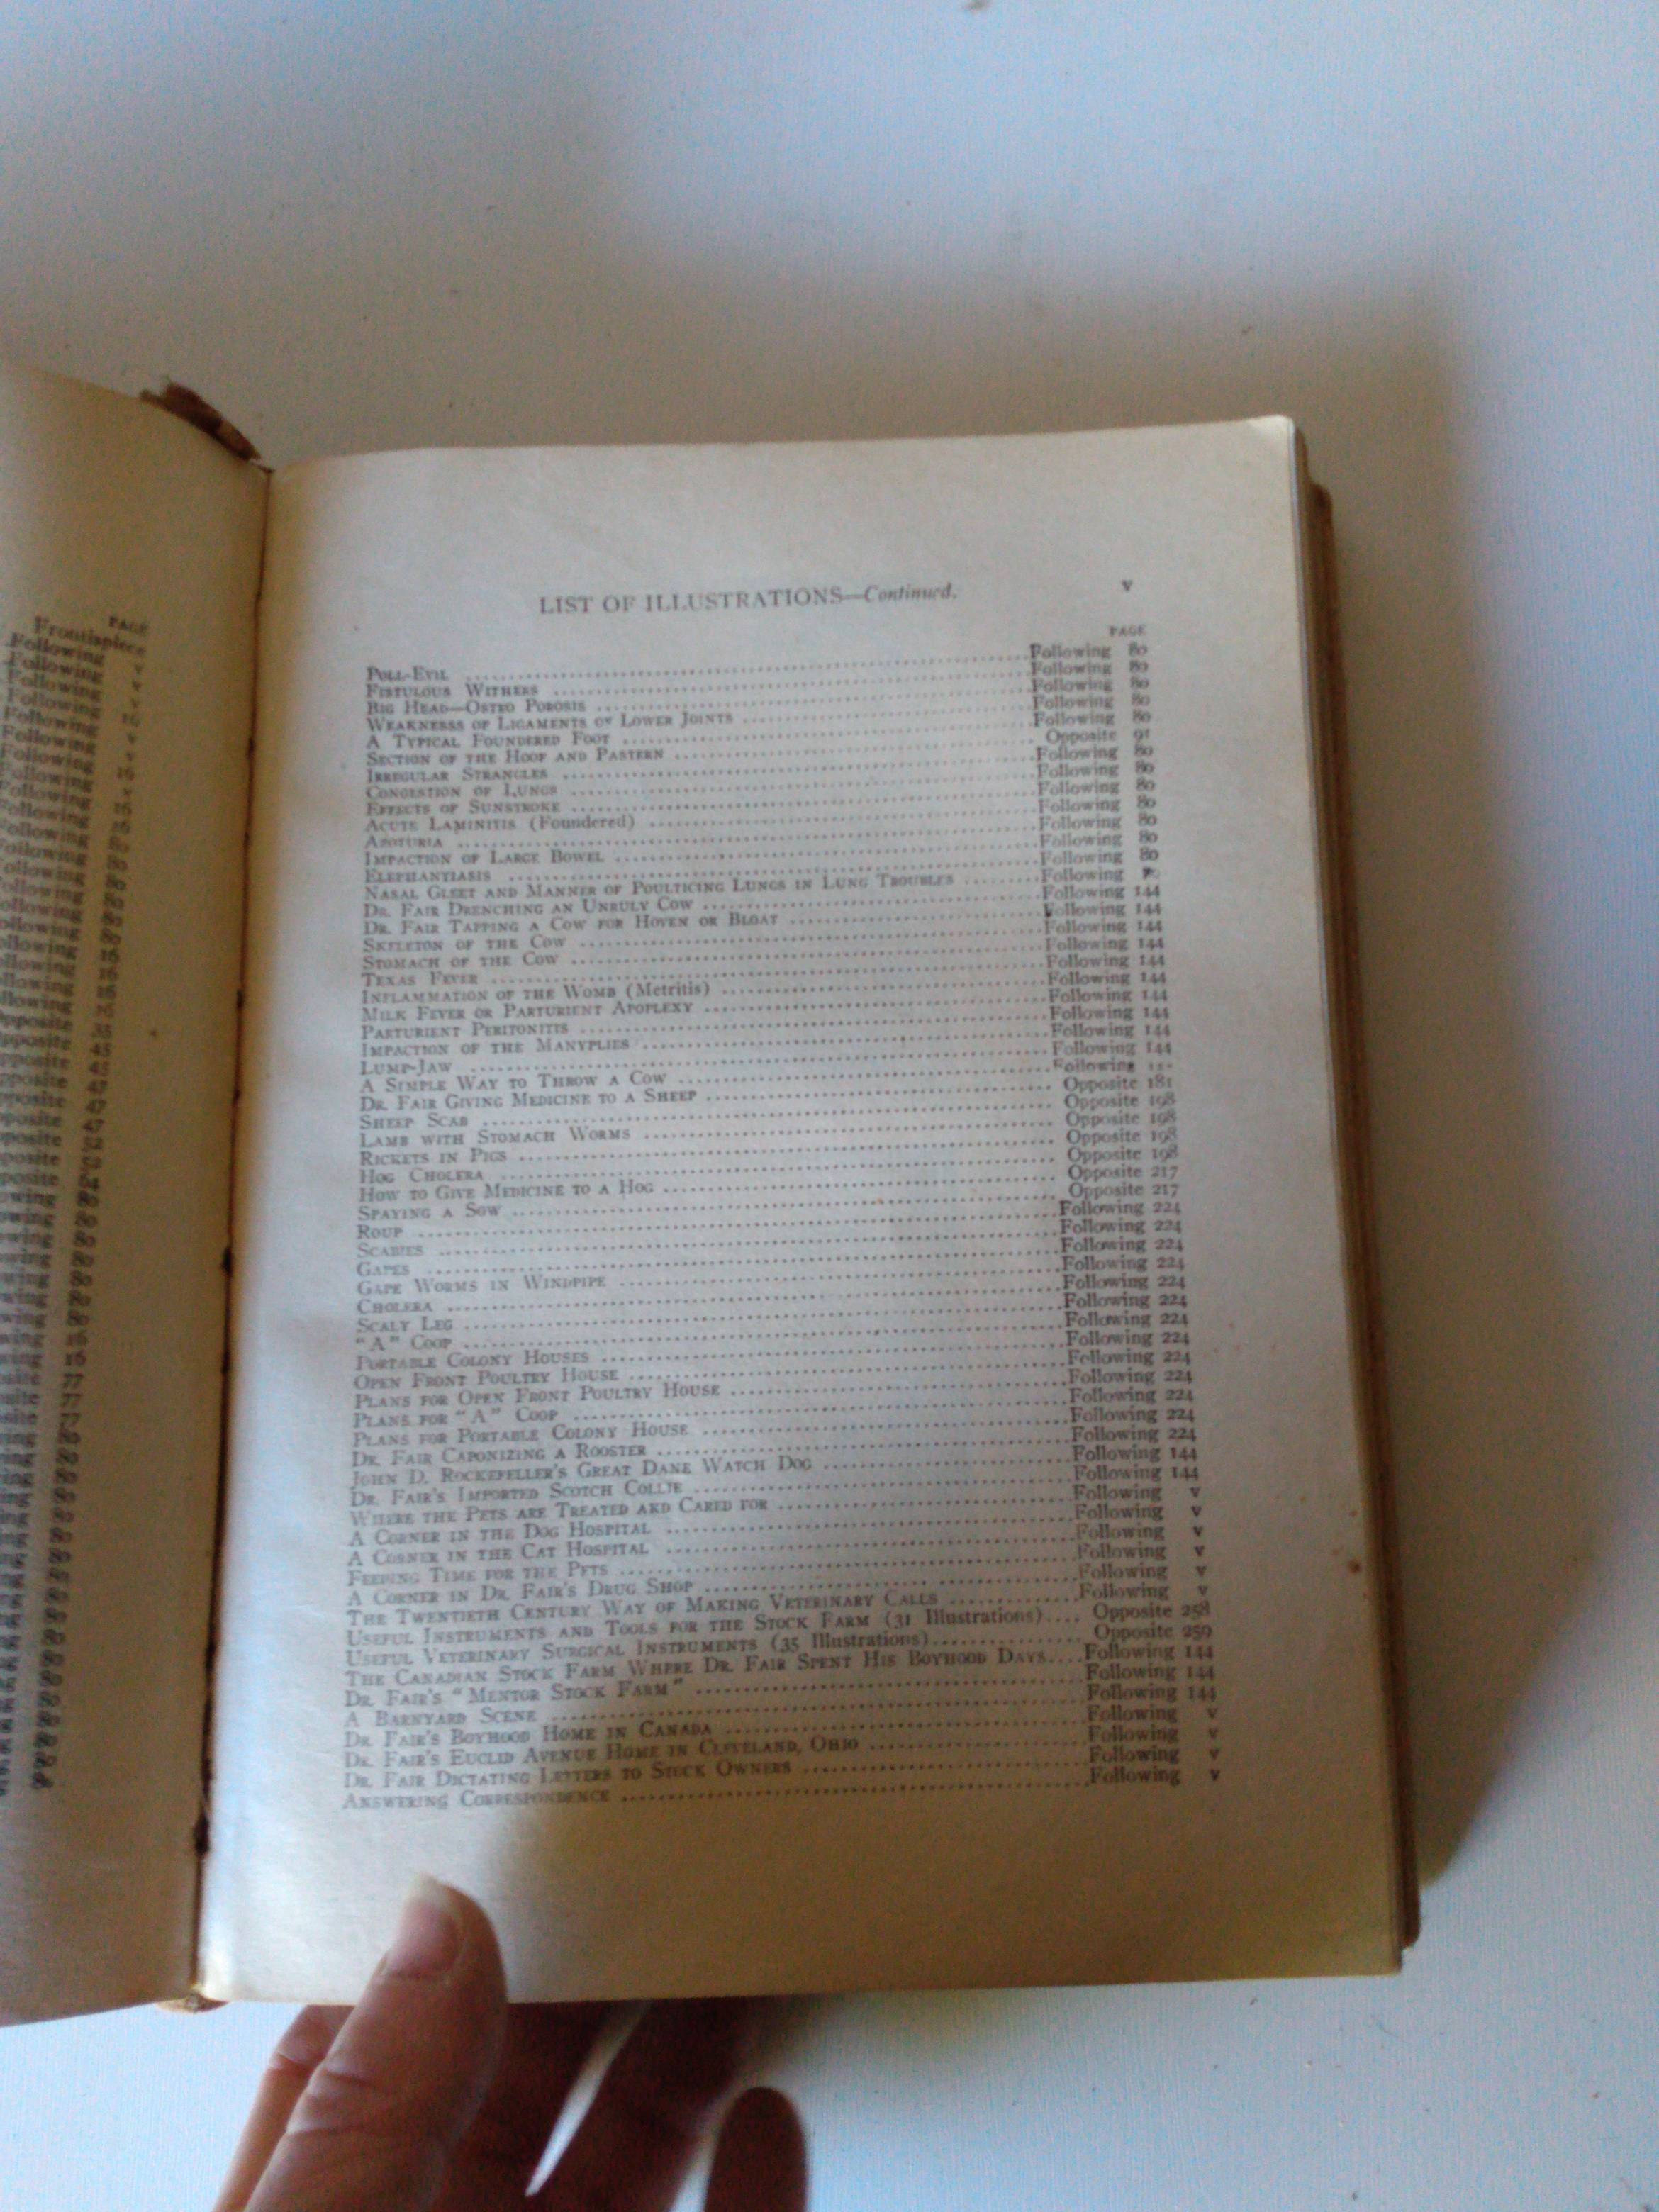 PAGE
Frontispiece
Following v
Following v
Following v
Following 16
Following v
Following v
Following 16
LIST OF ILLUSTRATIONS—Continued. v
PAGE
POLL-EVIL ........ Following 80
FISTULOUS WITHERS ........ Following 80
BIG HEAD—OSTEO POROSIS ........ Following 80
WEAKNESS OF LIGAMENTS OF LOWER JOINTS ........ Following 80
A TYPICAL FOUNDERED FOOT ........ Following 80
SECTION OF THE HOOF AND PASTERN ........ Opposite 91
IRREGULAR STRANGLES ........ Following 80
CONGESTION OF LUNGS ........ Following 80
EFFECTS OF SUNSTROKE ........ Following 80
ACUTE LAMINITIS (Foundered) ........ Following 80
AZOTURIA ........ Following 80
IMPACTION OF LARGE BOWEL ........ Following 80
ELEPHANTIASIS ........ Following 80
NASAL GLEET AND MANNER OF POULTICING LUNGS IN LUNG TROUBLES ........ Following
DR. FAIR DRENCHING AN UNRULY COW ........ Following 144
DR. FAIR TAPPING A COW FOR HOVEN OR BLOAT ........ Following 144
SKELETON OF THE COW ........ Following 144
STOMACH OF THE COW ........ Following 144
TEXAS FEVER ........ Following 144
INFLAMMATION OF THE WOMB (Metritis) ........ Following 144
MILK FEVER OR PARTURIENT APOPLEXY ........ Following 144
PARTURIENT PERITONITIS ........ Following 144
IMPACTION OF THE MANYPLIES ........ Following 144
LUMP-JAW ........ Following 144
A SIMPLE WAY TO THROW A COW ........ Following
DR. FAIR GIVING MEDICINE TO A SHEEP ........ Opposite 181
SHEEP SCAB ........ Opposite 198
LAMB WITH STOMACH WORMS ........ Opposite 198
RICKETS IN PIGS ........ Opposite 198
HOG CHOLERA ........ Opposite 198
HOW TO GIVE MEDICINE TO A HOG ........ Opposite 217
SPAYING A SOW ........ Opposite 217
ROUP ........ Following 224
SCABIES ........ Following 224
GAPES ........ Following 224
GAPE WORMS IN WINDPIPE ........ Following 224
CHOLERA ........ Following 224
SCALY LEG ........ Following 224
"A" COOP ........ Following 224
PORTABLE COLONY HOUSES ........ Following 224
OPEN FRONT POULTRY HOUSE ........ Following 224
PLANS FOR OPEN FRONT POULTRY HOUSE ........ Following 224
PLANS FOR "A" COOP ........ Following 224
PLANS FOR PORTABLE COLONY HOUSE ........ Following 224
DR. FAIR CAPONIZING A ROOSTER ........ Following 224
JOHN D. ROCKEFELLER'S GREAT DANE WATCH DOG ........ Following 144
DR. FAIR'S IMPORTED SCOTCH COLLIE ........ Following 144
WHERE THE PETS ARE TREATED AND CARED FOR ........ Following v
A CORNER IN THE DOG HOSPITAL ........ Following v
A CORNER IN THE CAT HOSPITAL ........ Following v
FEEDING TIME FOR THE PETS ........ Following v
A CORNER IN DR. FAIR'S DRUG SHOP ........ Following v
THE TWENTIETH CENTURY WAY OF MAKING VETERINARY CALLS ........ Following v
USEFUL INSTRUMENTS AND TOOLS FOR THE STOCK FARM (31 Illustrations).... Opposite 258
USEFUL VETERINARY SURGICAL INSTRUMENTS (35 Illustrations)........ Opposite 259
THE CANADIAN STOCK FARM WHERE DR. FAIR SPENT HIS BOYHOOD DAYS.... Following 144
DR. FAIR'S "MENTOR STOCK FARM" ........ Following 144
A BARNYARD SCENE ........ Following 144
DR. FAIR'S BOYHOOD HOME IN CANADA ........ Following v
DR. FAIR'S EUCLID AVENUE HOME IN CLEVELAND, OHIO ........ Following v
DR. FAIR DICTATING LETTERS TO STOCK OWNERS ........ Following v
ANSWERING CORRESPONDENCE ........ Following v